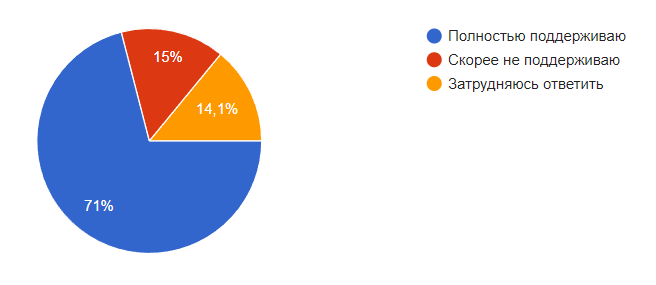 Полностью поддерживаю
15%
Скорее не поддерживаю
Затрудняюсь ответить
14,1%
71%